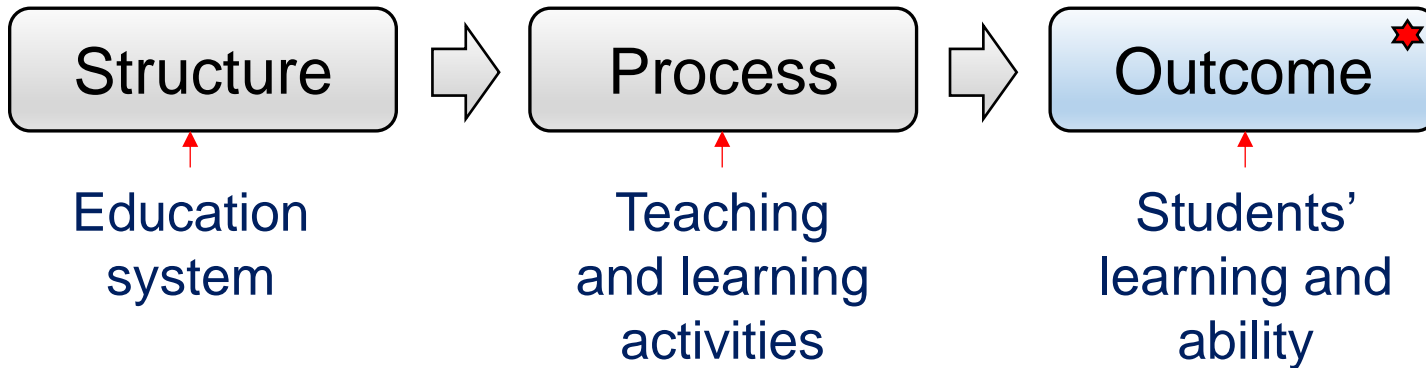 Structure
Process
Outcome
Education
system
Teaching
and learning
activities
Students’
learning and
ability